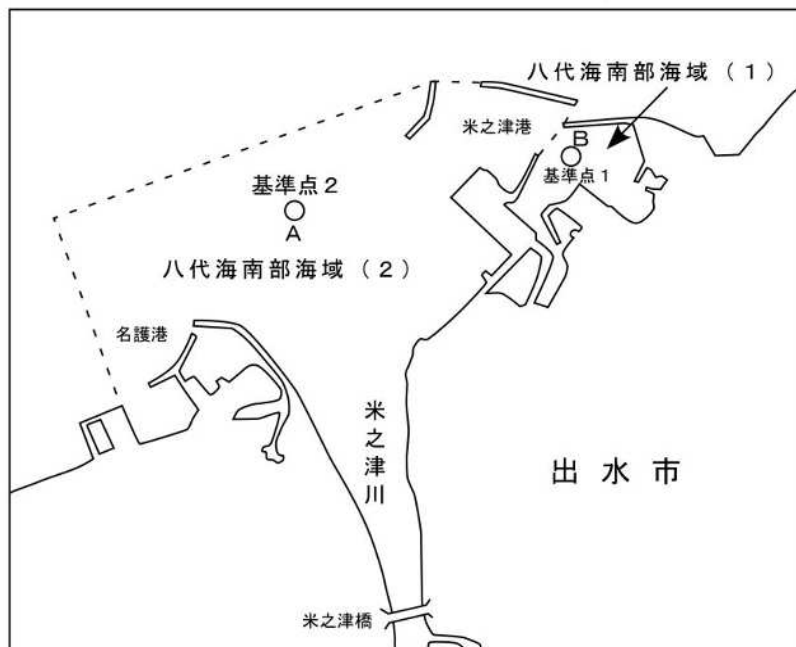 八代海南部海域(1)
米之津港
B
基準点1
基準点2
A
八代海南部海域(2)
名護港
米之津川
出水市
米之津橋